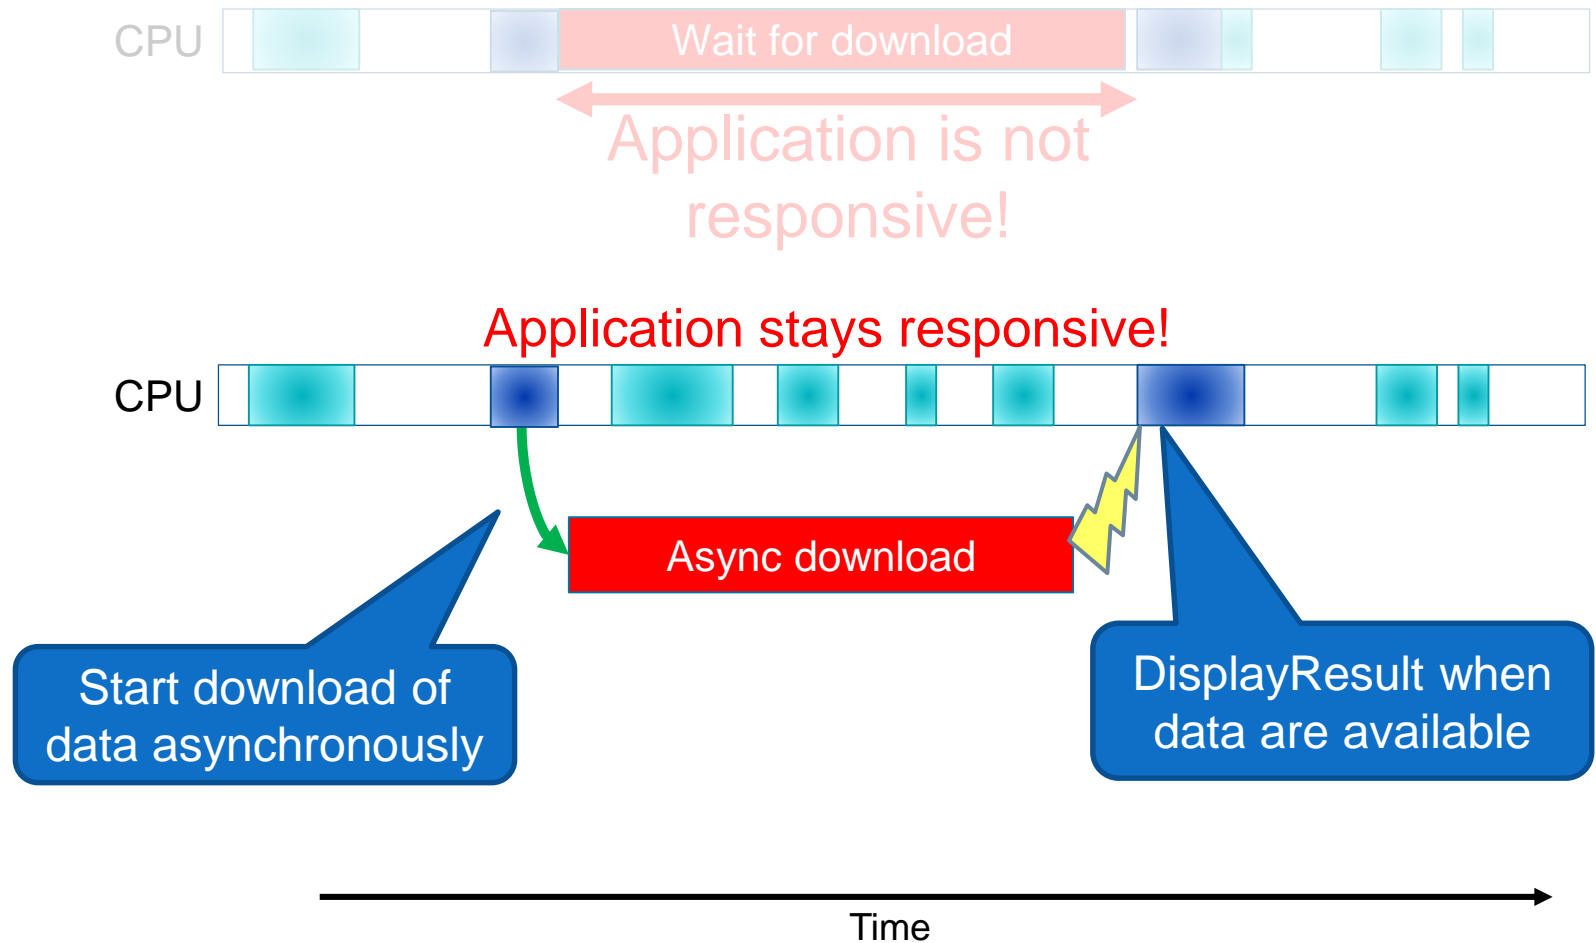 CPU
Wait for download
Application is not
responsive!
Application stays responsive!
CPU
Async download
Start download of
data asynchronously
DisplayResult when
data are available
Time